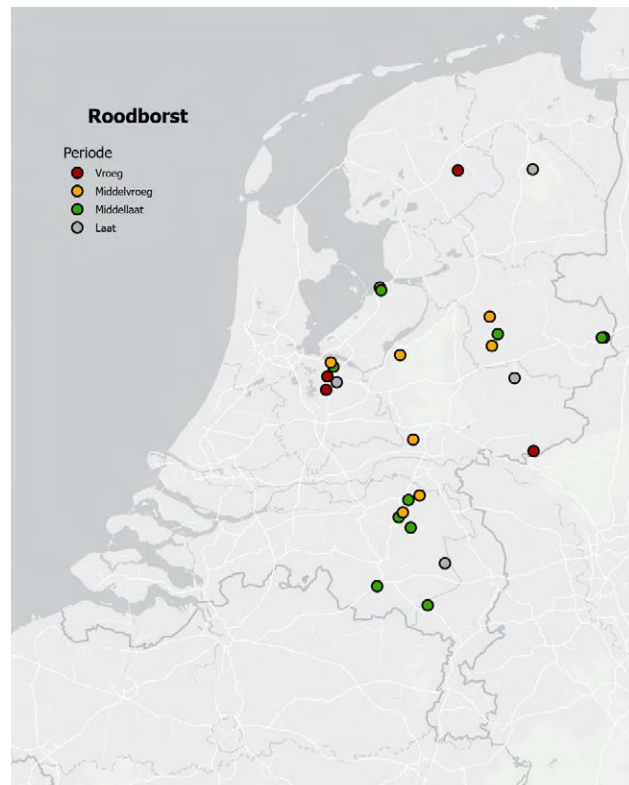 Roodborst
Periode
Vroeg
Middelvroeg
Middellaat
Laat